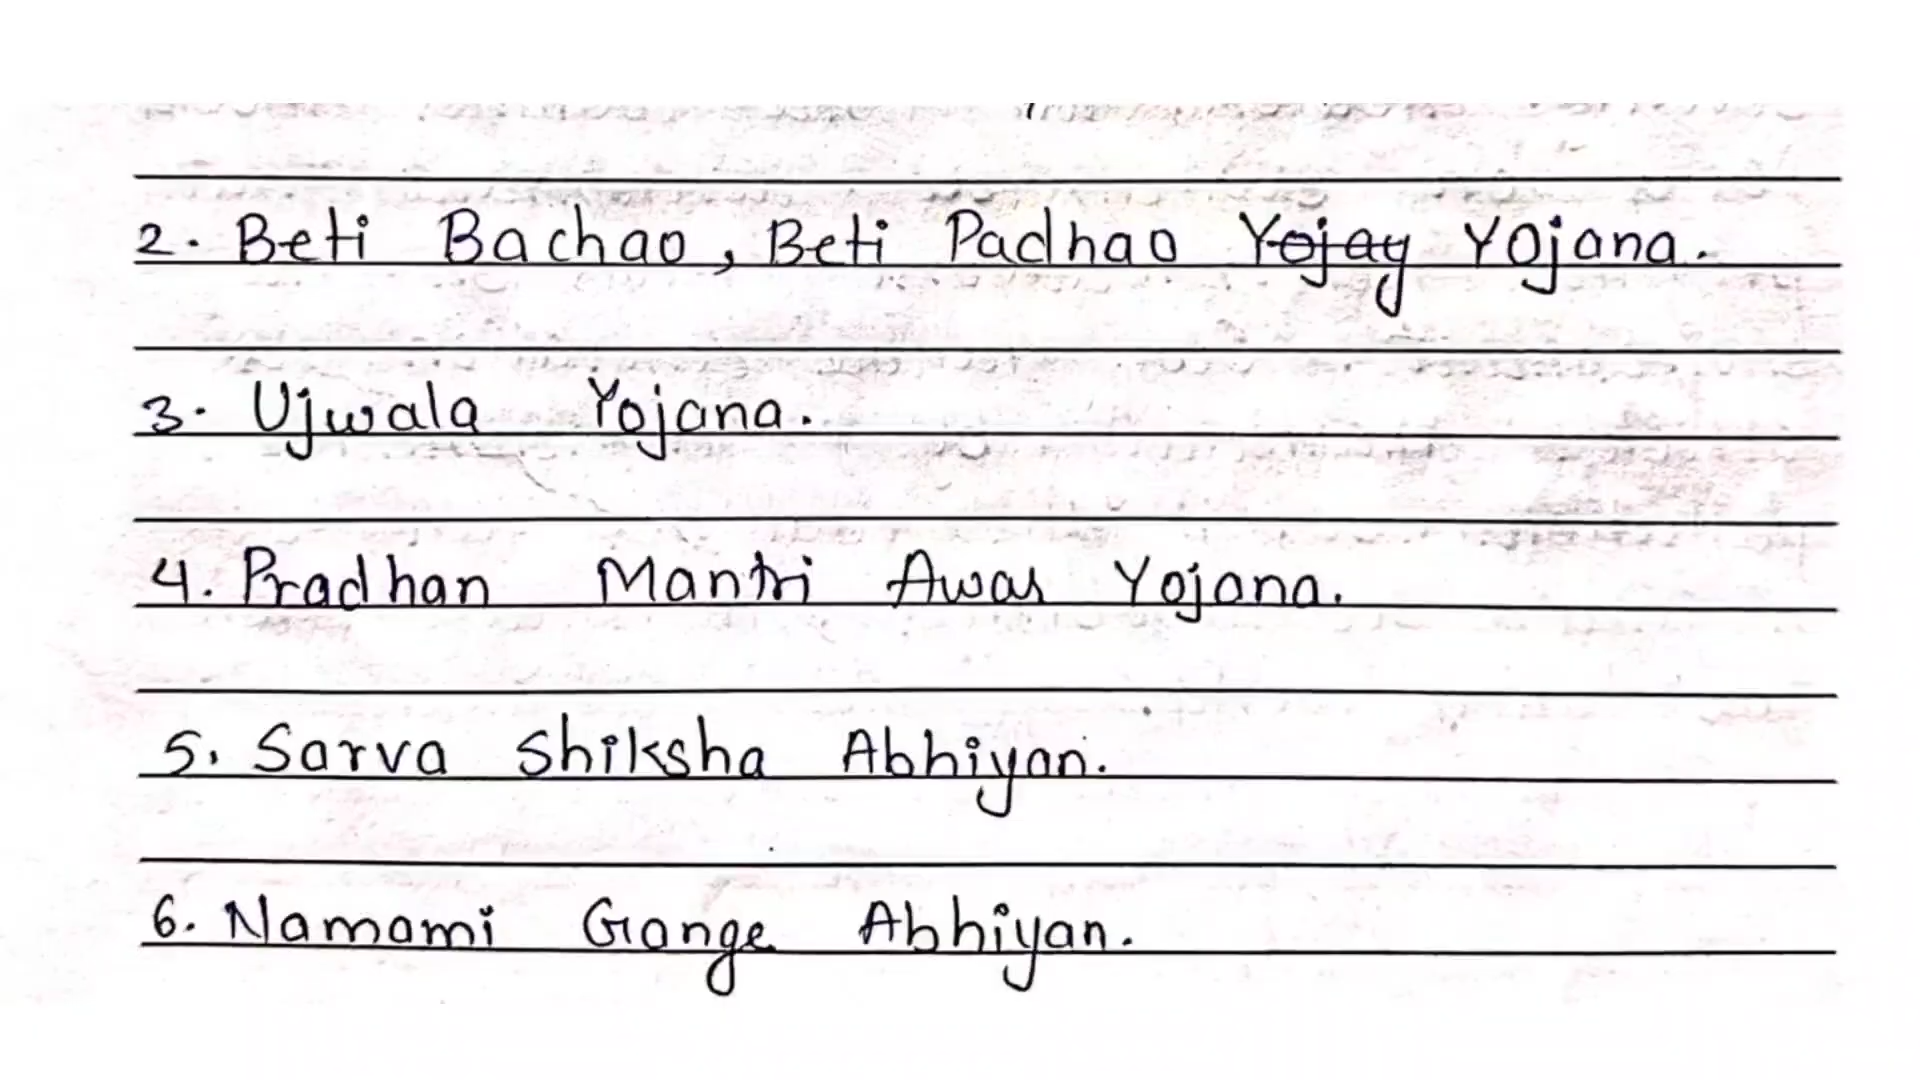 2. Beti Bachao, Beti Padhao Yojay Yojana.
3. Ujwala Yojana.
4. Pradhan Mantri Awas Yojana.
5. Sarva Shiksha Abhiyan.
6. Namami Gange Abhiyan.